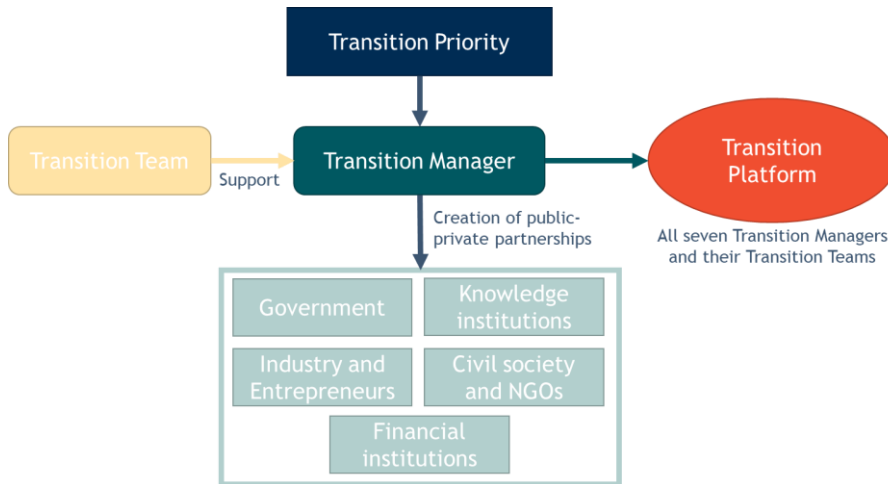 Transition Priority
Transition Team
Support
Transition Manager
Transition
Platform
All seven Transition Managers
and their Transition Teams
Creation of public-
private partnerships
Government
Knowledge
institutions
Industry and
Entrepreneurs
Civil society
and NGOs
Financial
institutions